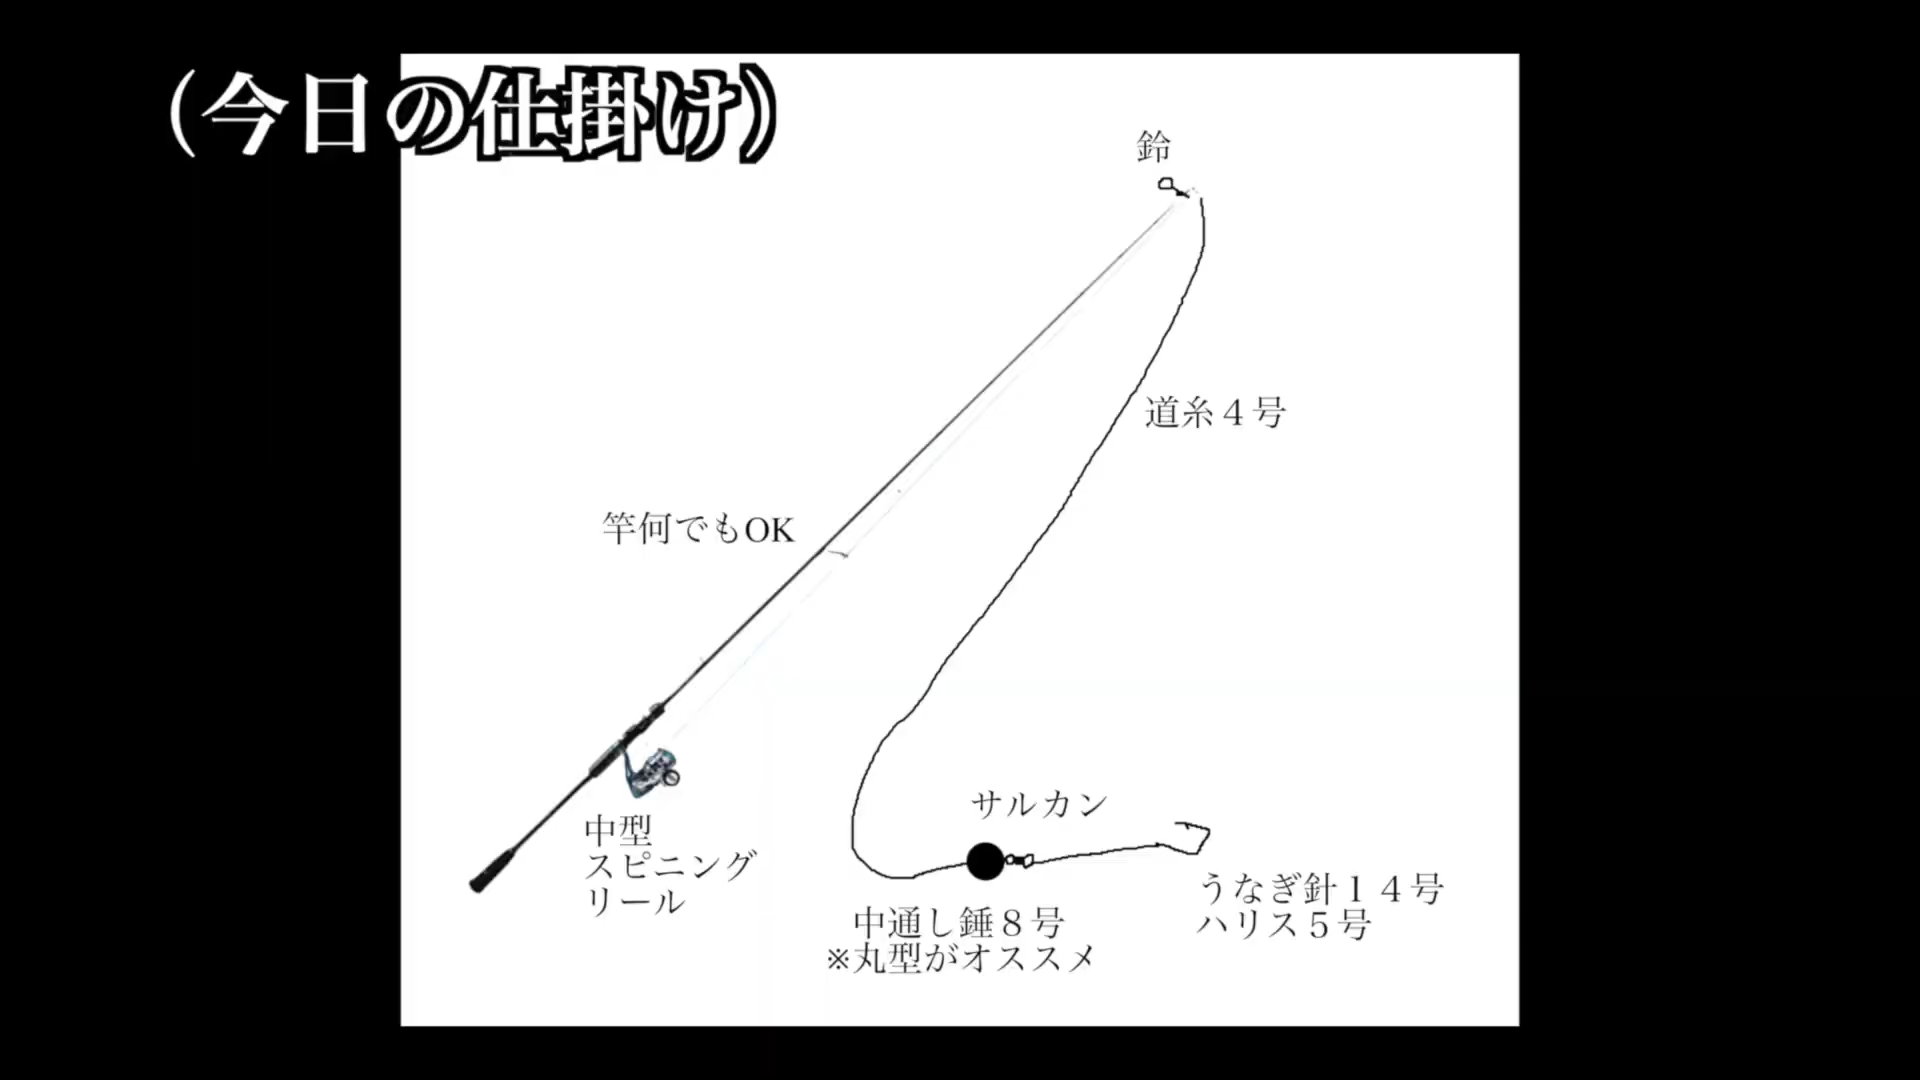 （今日の仕掛け）
鈴
道糸４号
竿何でもOK
サルカン
中型
スピニング
リール
うなぎ針１４号
ハリス５号
中通し錘８号
※丸型がオススメ